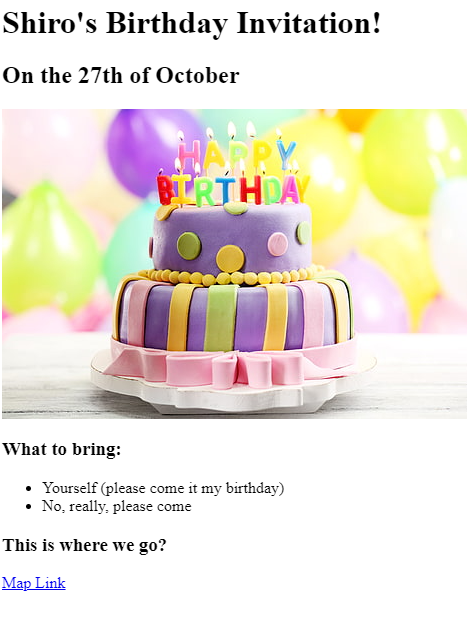 Shiro's Birthday Invitation!
On the 27th of October
HAPPY
BIRTHDAY
What to bring:
Yourself (please come it my birthday)
No, really, please come
This is where we go?
Map Link